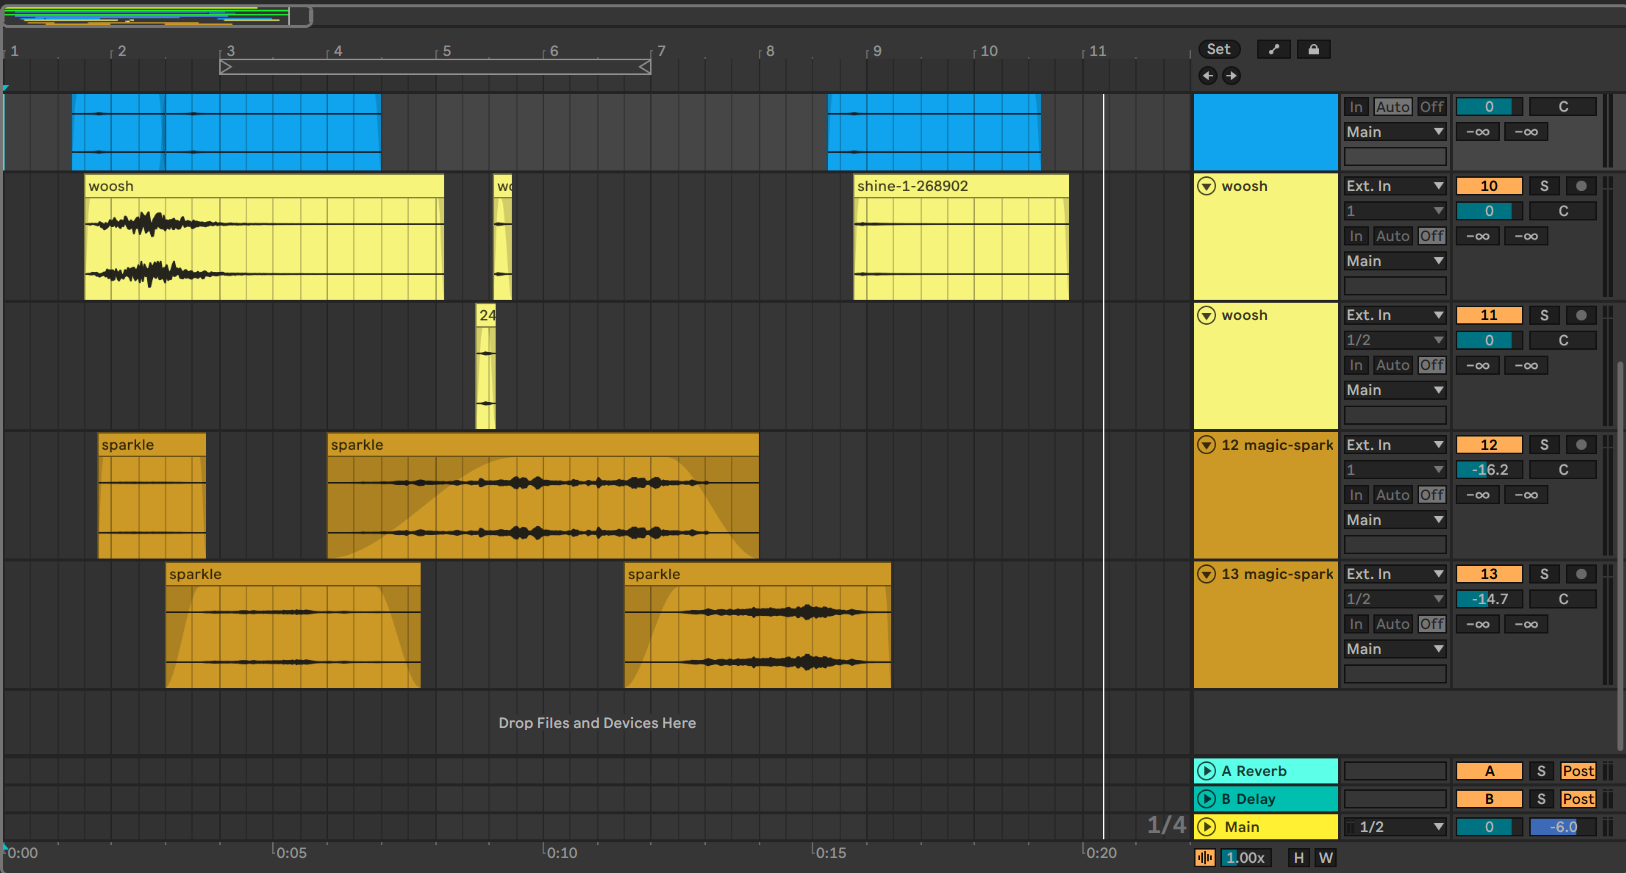 1 2 3 4 5 6 7 8 9 10 11 Set
In Auto Off 0 C
Main -∞ -∞
woosh wo shine-1-268902 woosh Ext. In 10 S
1 0 C
In Auto Off -∞ -∞
Main
24 woosh Ext. In 11 S
1/2 0 C
In Auto Off -∞ -∞
Main
sparkle sparkle 12 magic-spark Ext. In 12 S
1 -16.2 C
In Auto Off -∞ -∞
Main
sparkle sparkle 13 magic-spark Ext. In 13 S
1/2 -14.7 C
In Auto Off -∞ -∞
Main
Drop Files and Devices Here
A Reverb A S Post
B Delay B S Post
1/4 Main 1/2 0 -6.0
0:00 0:05 0:10 0:15 0:20 1.00x H W